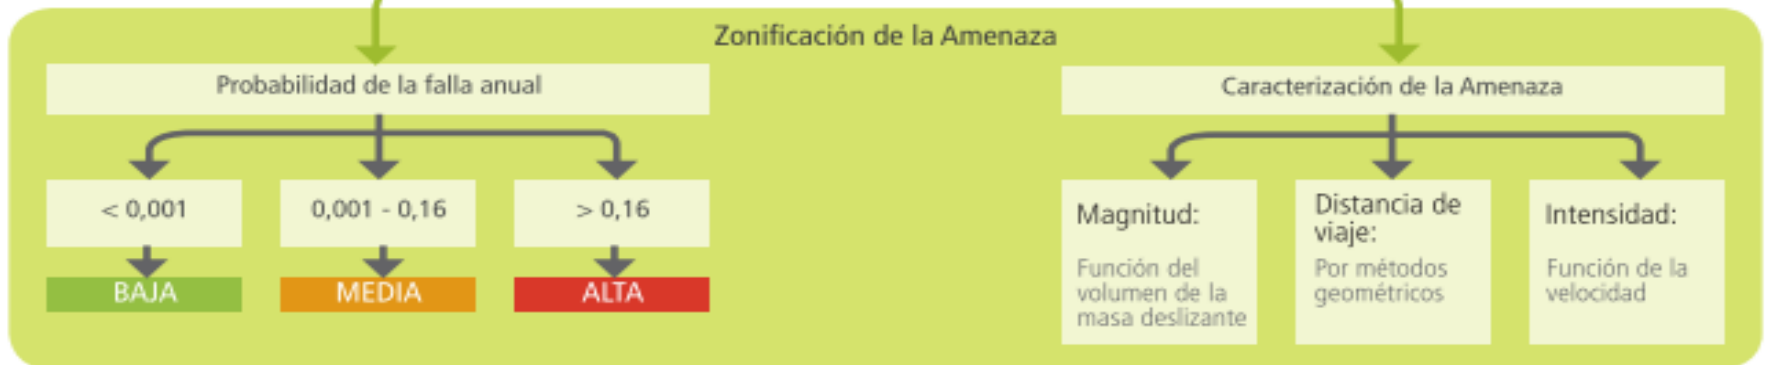 Zonificación de la Amenaza
Probabilidad de la falla anual
< 0,001
0,001 - 0,16
> 0,16
BAJA
MEDIA
ALTA
Caracterización de la Amenaza
Magnitud:
Función del
volumen de la
masa deslizante
Distancia de
viaje:
Por métodos
geométricos
Intensidad:
Función de la
velocidad